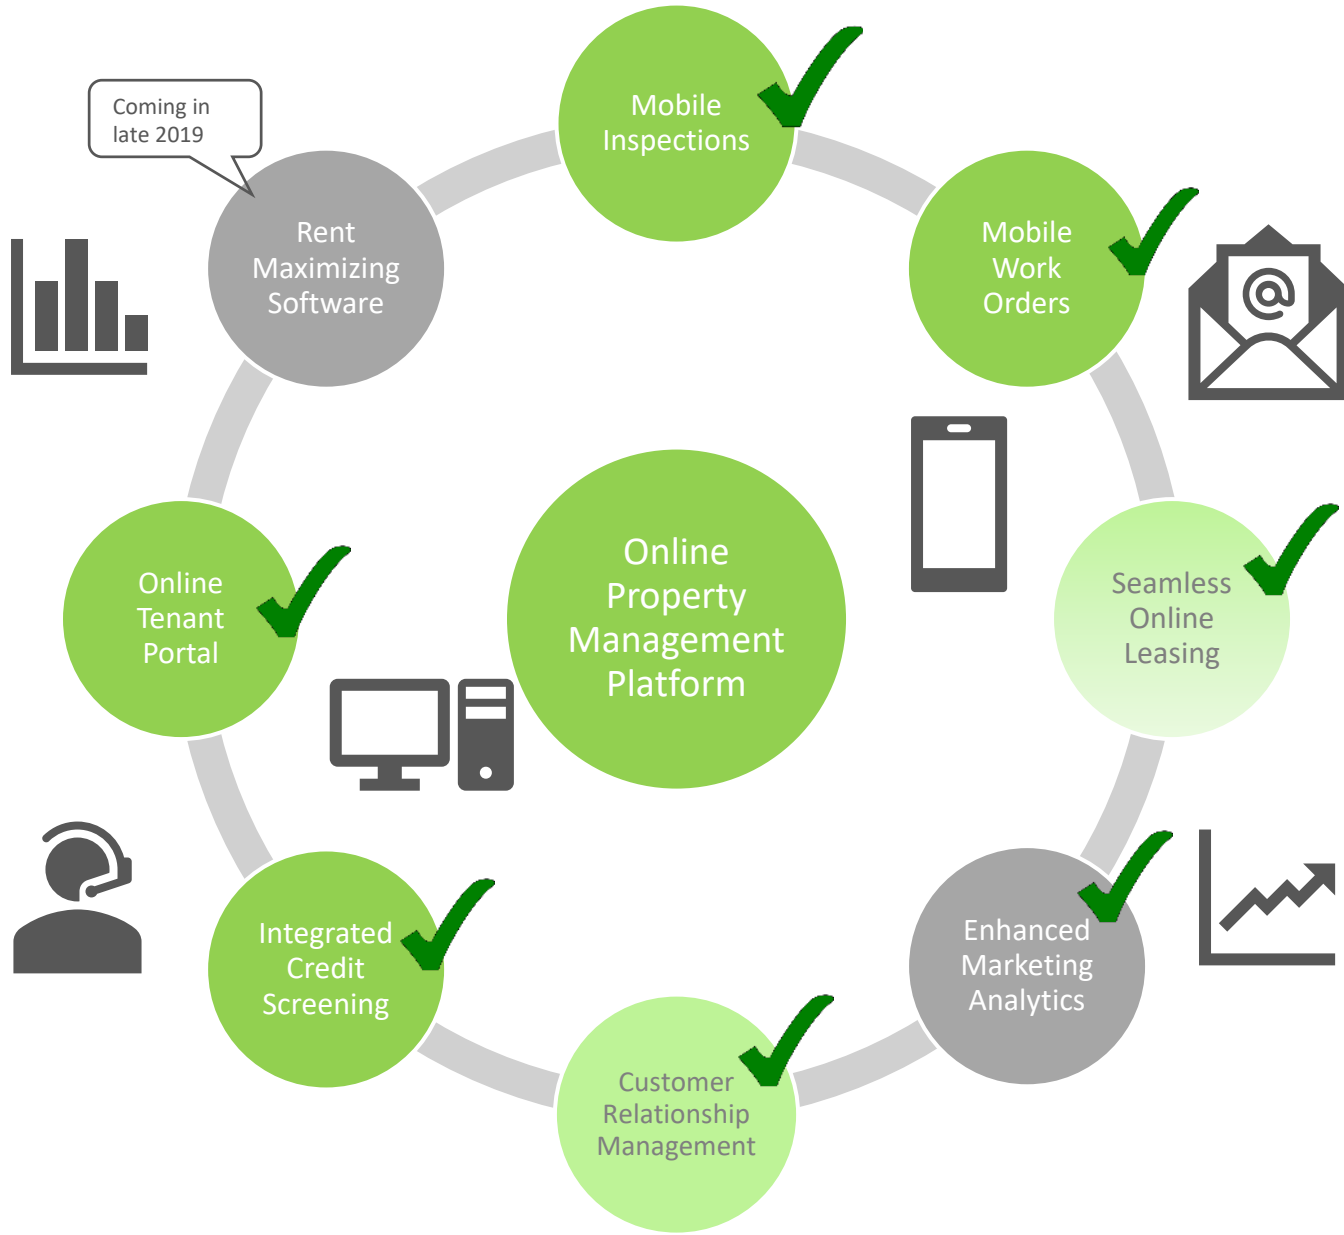 Coming in
late 2019
Mobile
Inspections
Mobile
Work
Orders
Rent
Maximizing
Software
Online
Property
Management
Platform
Seamless
Online
Leasing
Online
Tenant
Portal
Enhanced
Marketing
Analytics
Integrated
Credit
Screening
Customer
Relationship
Management
@